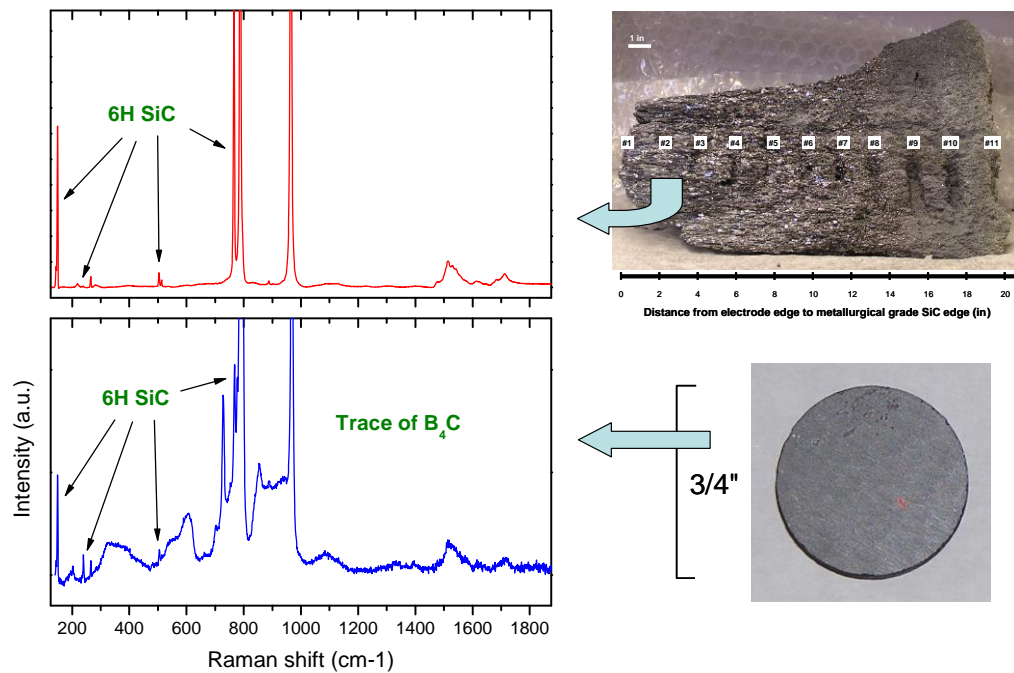 6H SiC
1 in
#1 #2 #3 #4 #5 #6 #7 #8 #9 #10 #11
0 2 4 6 8 10 12 14 16 18 20
Distance from electrode edge to metallurgical grade SiC edge (in)
6H SiC
Trace of B₄C
3/4"
Intensity (a.u.)
200 400 600 800 1000 1200 1400 1600 1800
Raman shift (cm-1)